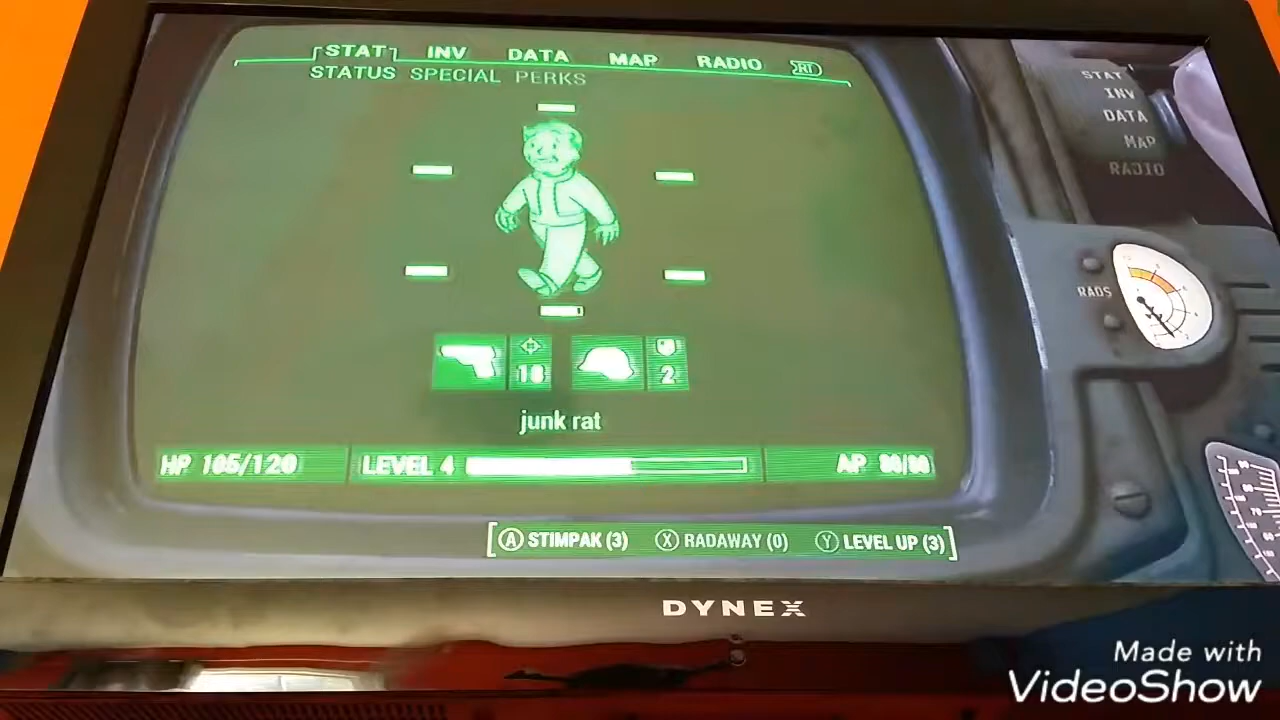 STAT INV DATA MAP RADIO
STATUS SPECIAL PERKS
STAT
INV
DATA
MAP
RADIO
RADS
18
2
junk rat
HP 105/120
LEVEL 4
AP
STIMPAK (3)
RADAWAY (0)
LEVEL UP (3)
DYNEX
Made with
VideoShow